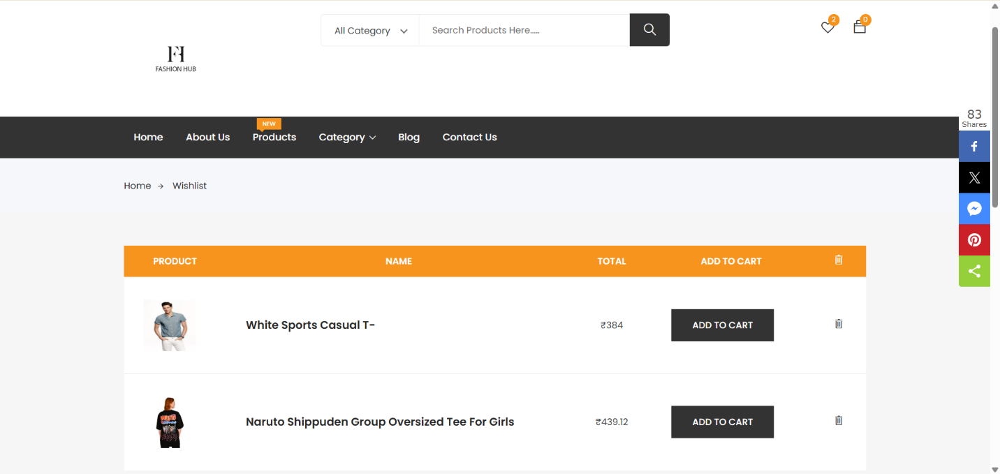 All Category
Search Products Here.....
2
0
FH
FASHION HUB
83
Shares
NEW
Home About Us Products Category Blog Contact Us
Home → Wishlist
PRODUCT NAME TOTAL ADD TO CART
White Sports Casual T- ₹384 ADD TO CART
Naruto Shippuden Group Oversized Tee For Girls ₹439.12 ADD TO CART